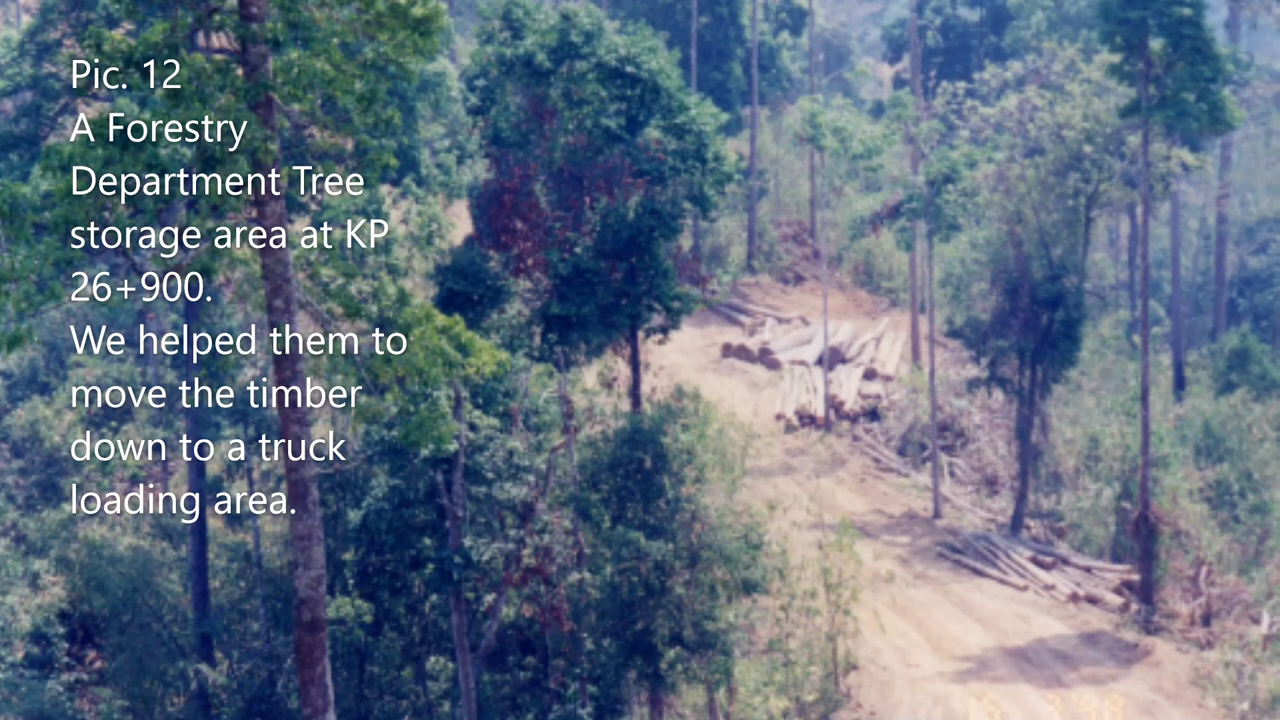 Pic. 12
A Forestry
Department Tree
storage area at KP
26+900.
We helped them to
move the timber
down to a truck
loading area.